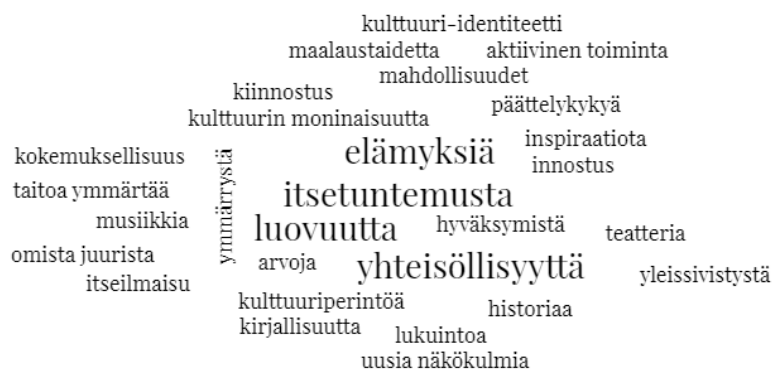 kulttuuri-identiteetti
maalaustaidetta
aktiivinen toiminta
mahdollisuudet
kiinnostus
päättelykykyä
kulttuurin moninaisuutta
inspiraatiota
elämyksiä
kokemuksellisuus
innostus
taitoa ymmärtää
itsetuntemusta
ymmärrystä
musiikkia
luovuutta
hyväksymistä
teatteria
omista juurista
arvoja
yhteisöllisyyttä
yleissivistystä
itseilmaisu
kulttuuriperintöä
historiaa
kirjallisuutta
lukuintoa
uusia näkökulmia